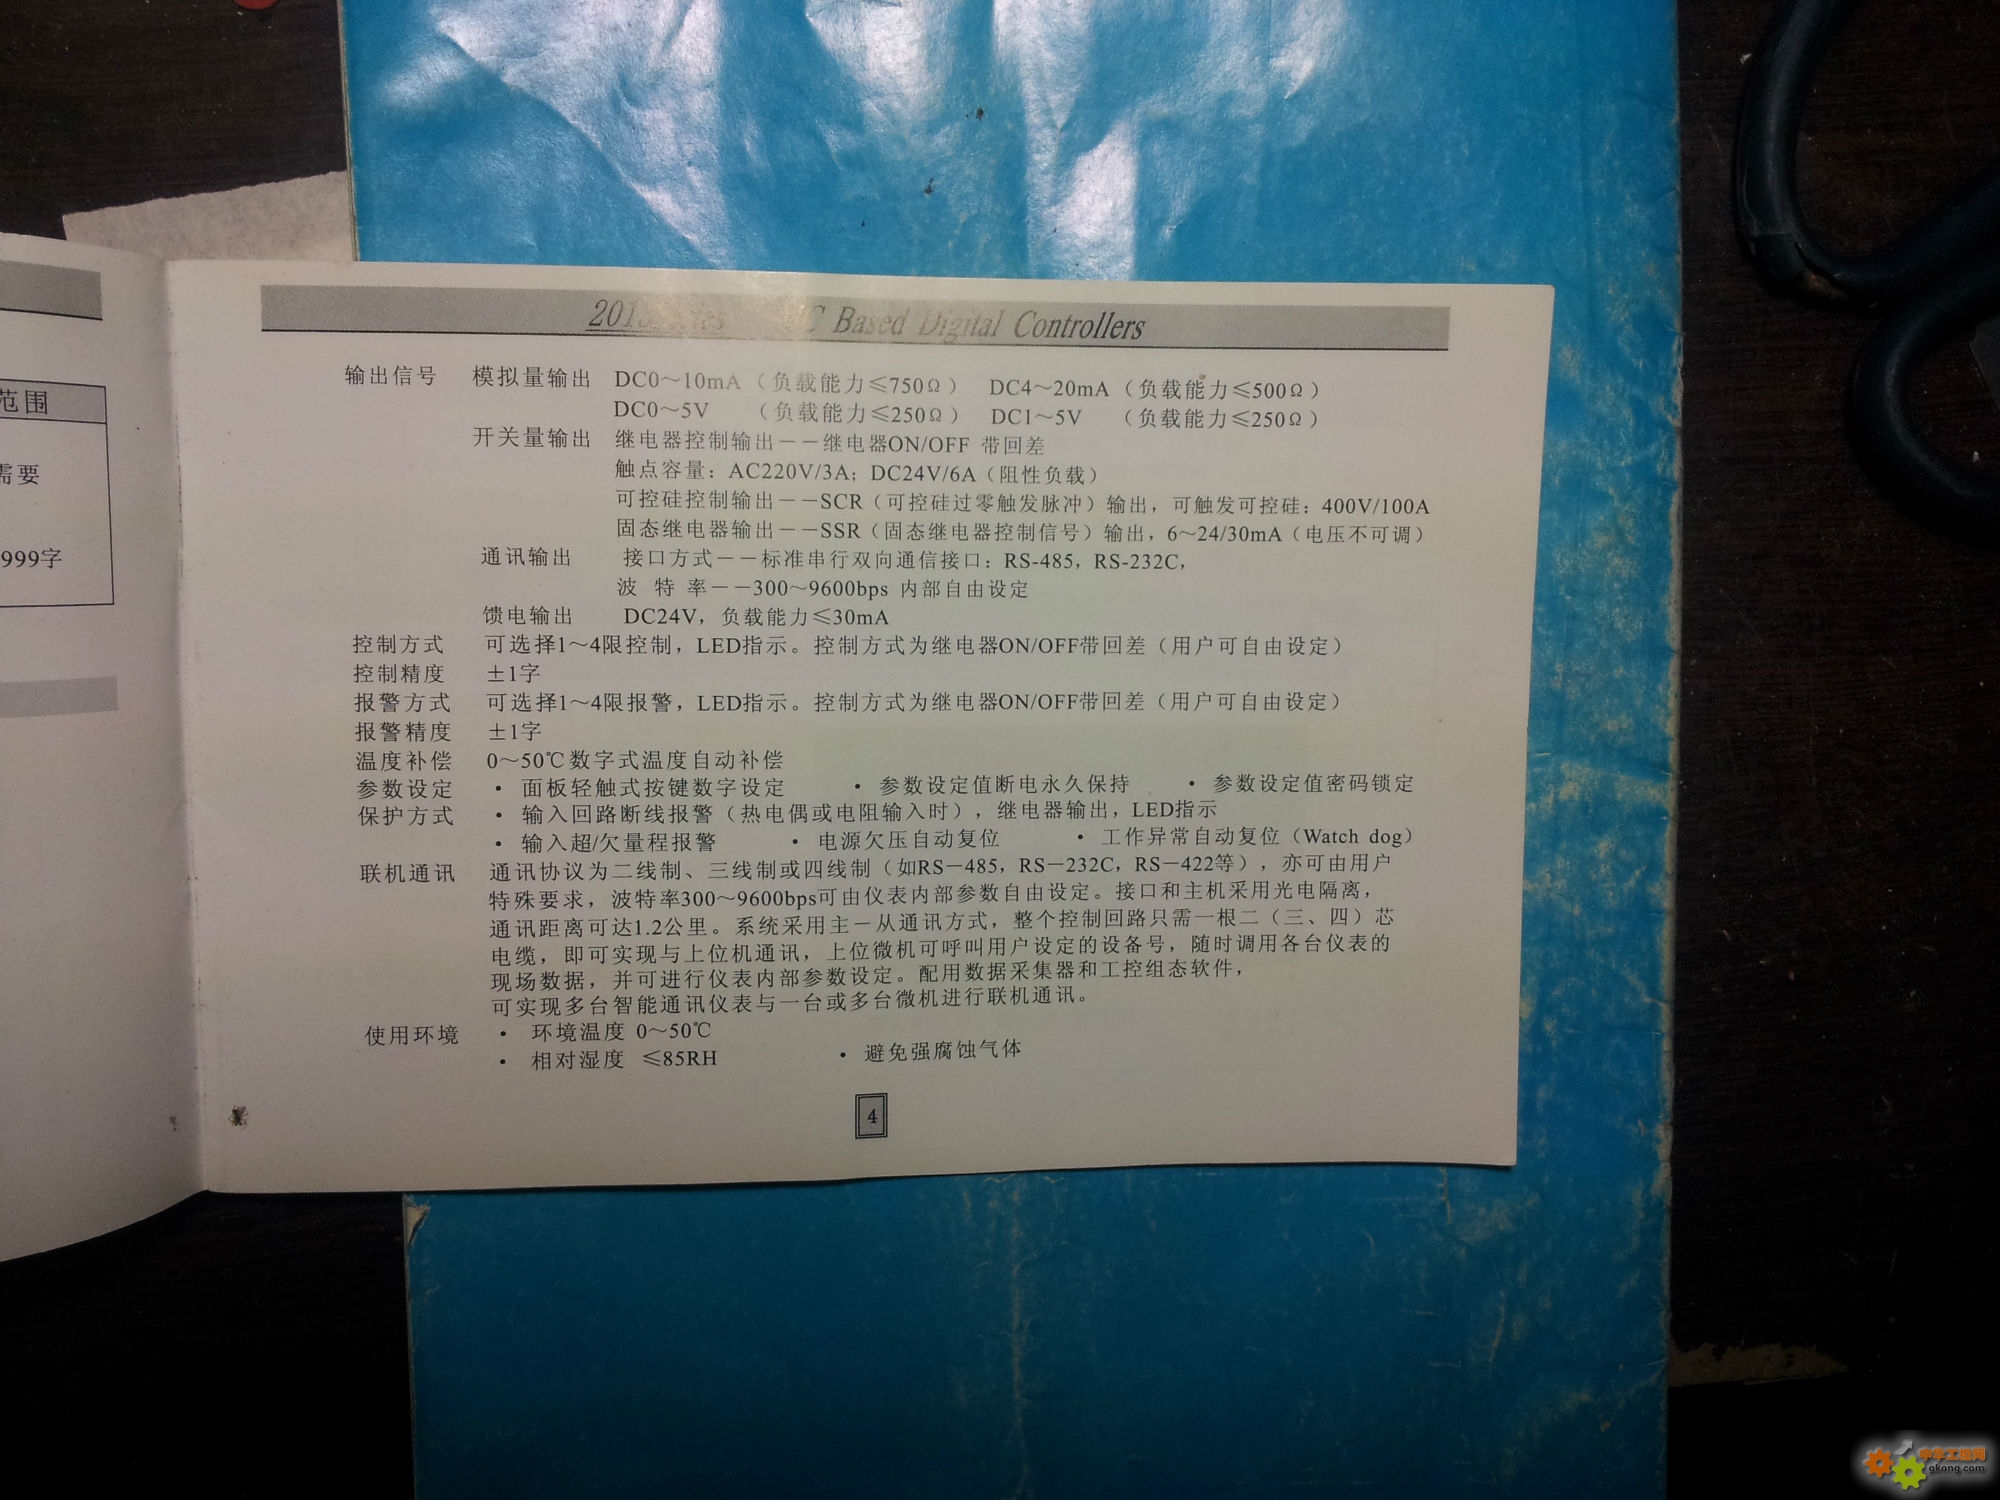 范围
需要
999字
Based Digital Controllers
输出信号 模拟量输出 DC0～10mA（负载能力≤750Ω） DC4～20mA（负载能力≤500Ω）
DC0～5V （负载能力≤250Ω） DC1～5V （负载能力≤250Ω）
开关量输出 继电器控制输出－－继电器ON/OFF 带回差
触点容量：AC220V/3A；DC24V/6A（阻性负载）
可控硅控制输出－－SCR（可控硅过零触发脉冲）输出，可触发可控硅：400V/100A
固态继电器输出－－SSR（固态继电器控制信号）输出，6～24/30mA（电压不可调）
通讯输出 接口方式－－标准串行双向通信接口：RS-485，RS-232C，
波 特 率－－300～9600bps 内部自由设定
馈电输出 DC24V，负载能力≤30mA
控制方式 可选择1～4限控制，LED指示。控制方式为继电器ON/OFF带回差（用户可自由设定）
控制精度 ±1字
报警方式 可选择1～4限报警，LED指示。控制方式为继电器ON/OFF带回差（用户可自由设定）
报警精度 ±1字
温度补偿 0～50℃数字式温度自动补偿
参数设定 · 面板轻触式按键数字设定 · 参数设定值断电永久保持 · 参数设定值密码锁定
保护方式 · 输入回路断线报警（热电偶或电阻输入时），继电器输出，LED指示
· 输入超/欠量程报警 · 电源欠压自动复位 · 工作异常自动复位（Watch dog）
联机通讯 通讯协议为二线制、三线制或四线制（如RS－485，RS－232C，RS－422等），亦可由用户
特殊要求，波特率300～9600bps可由仪表内部参数自由设定。接口和主机采用光电隔离，
通讯距离可达1.2公里。系统采用主－从通讯方式，整个控制回路只需一根二（三、四）芯
电缆，即可实现与上位机通讯，上位微机可呼叫用户设定的设备号，随时调用各台仪表的
现场数据，并可进行仪表内部参数设定。配用数据采集器和工控组态软件，
可实现多台智能通讯仪表与一台或多台微机进行联机通讯。
使用环境 · 环境温度 0～50℃
· 相对湿度 ≤85RH · 避免强腐蚀气体
4
中华工控网
gkong.com